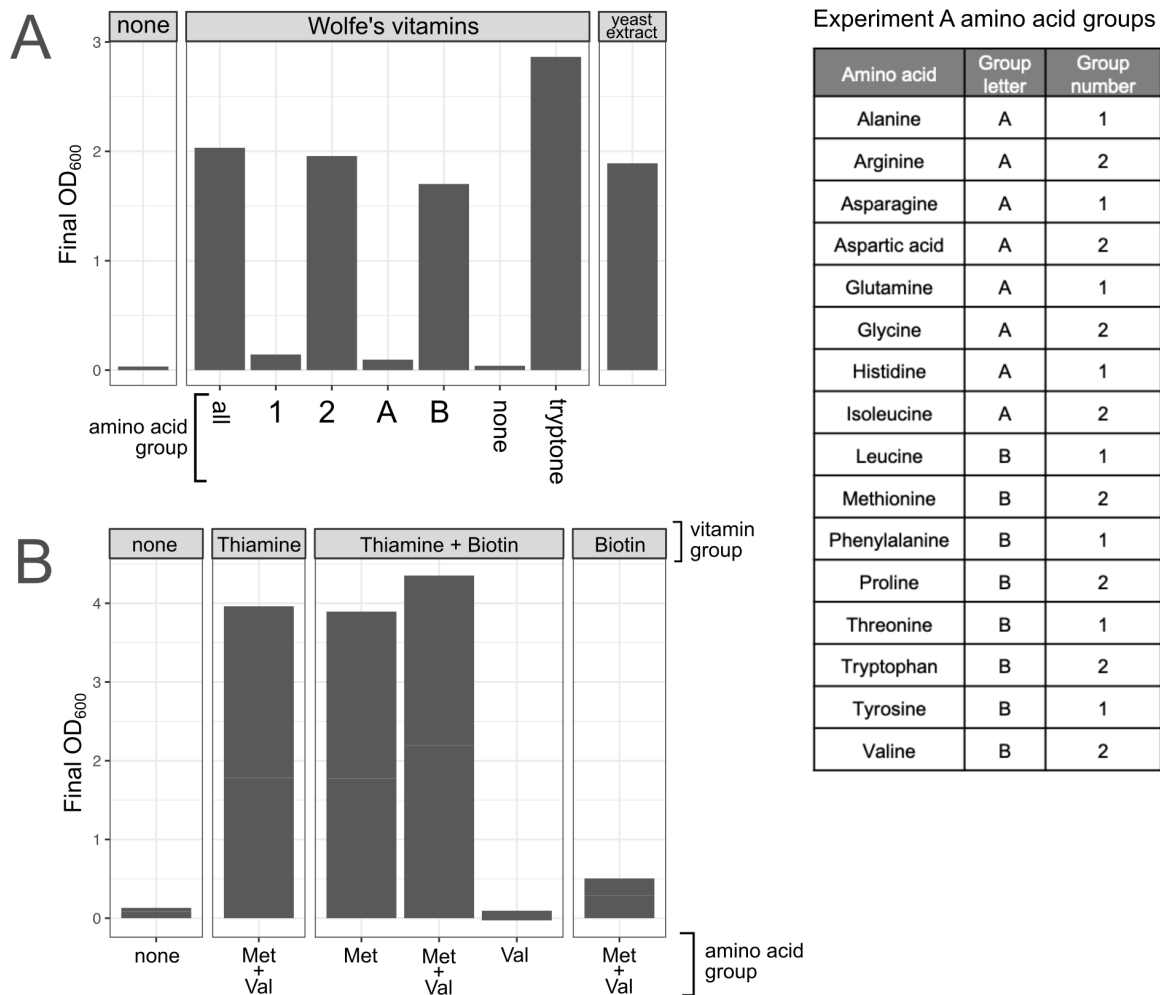 A
none
Wolfe's vitamins
yeast
extract
Final OD600
3
2
1
0
all
1
2
A
B
none
tryptone
amino acid
group
B
none
Thiamine
Thiamine + Biotin
Biotin
vitamin
group
Final OD600
4
3
2
1
0
none
Met
+
Val
Met
Met
+
Val
Val
Met
+
Val
amino acid
group
Experiment A amino acid groups
Amino acid Group letter Group number
Alanine A 1
Arginine A 2
Asparagine A 1
Aspartic acid A 2
Glutamine A 1
Glycine A 2
Histidine A 1
Isoleucine A 2
Leucine B 1
Methionine B 2
Phenylalanine B 1
Proline B 2
Threonine B 1
Tryptophan B 2
Tyrosine B 1
Valine B 2